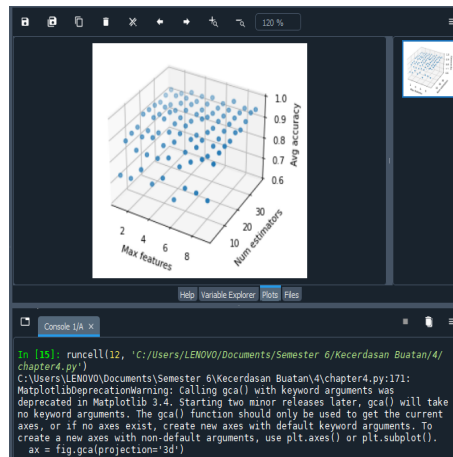 120 %
1.0
0.9
0.8
0.7
0.6
Avg accuracy
30
20
10
Num estimators
2
4
6
8
Max features
Help Variable Explorer Plots Files
Console 1/A
In [15]: runcell(12, 'C:/Users/LENOVO/Documents/Semester 6/Kecerdasan Buatan/4/
chapter4.py')
C:\Users\LENOVO\Documents\Semester 6\Kecerdasan Buatan\4\chapter4.py:171:
MatplotlibDeprecationWarning: Calling gca() with keyword arguments was
deprecated in Matplotlib 3.4. Starting two minor releases later, gca() will take
no keyword arguments. The gca() function should only be used to get the current
axes, or if no axes exist, create new axes with default keyword arguments. To
create a new axes with non-default arguments, use plt.axes() or plt.subplot().
ax = fig.gca(projection='3d')